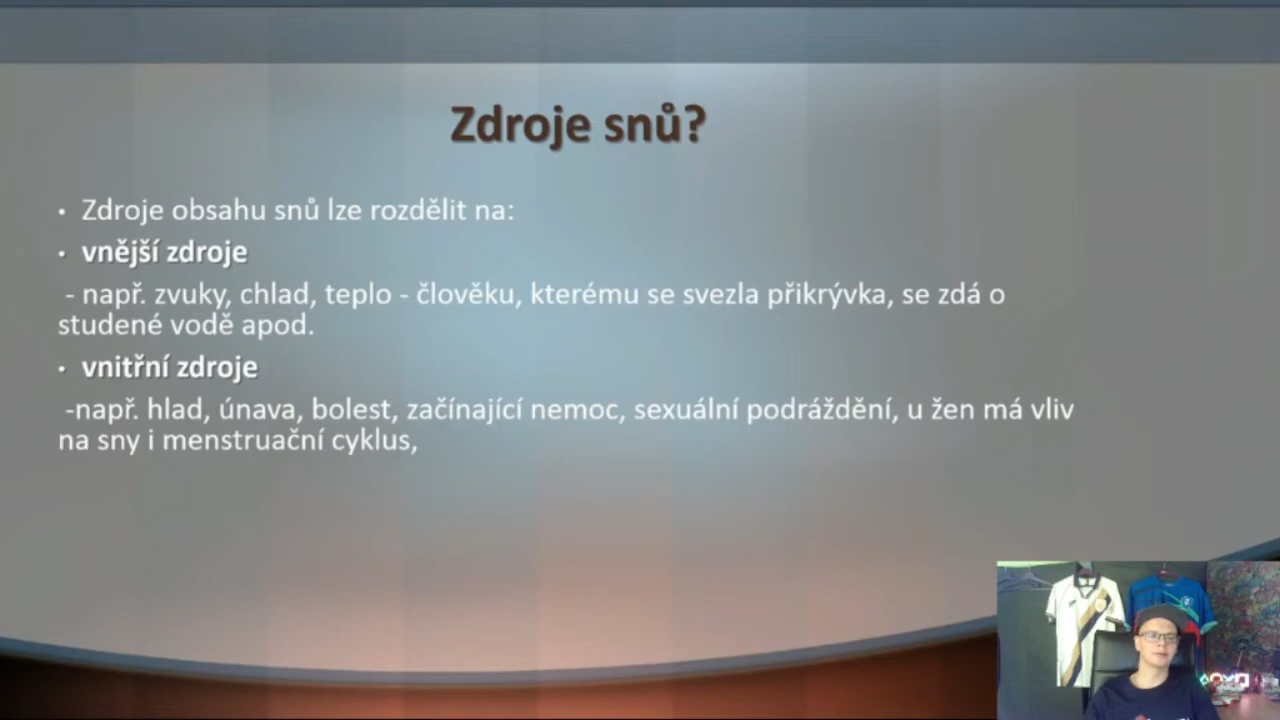 Zdroje snů?
• Zdroje obsahu snů lze rozdělit na:
• vnější zdroje
- např. zvuky, chlad, teplo - člověku, kterému se svezla přikrývka, se zdá o
studené vodě apod.
• vnitřní zdroje
-např. hlad, únava, bolest, začínající nemoc, sexuální podráždění, u žen má vliv
na sny i menstruační cyklus,